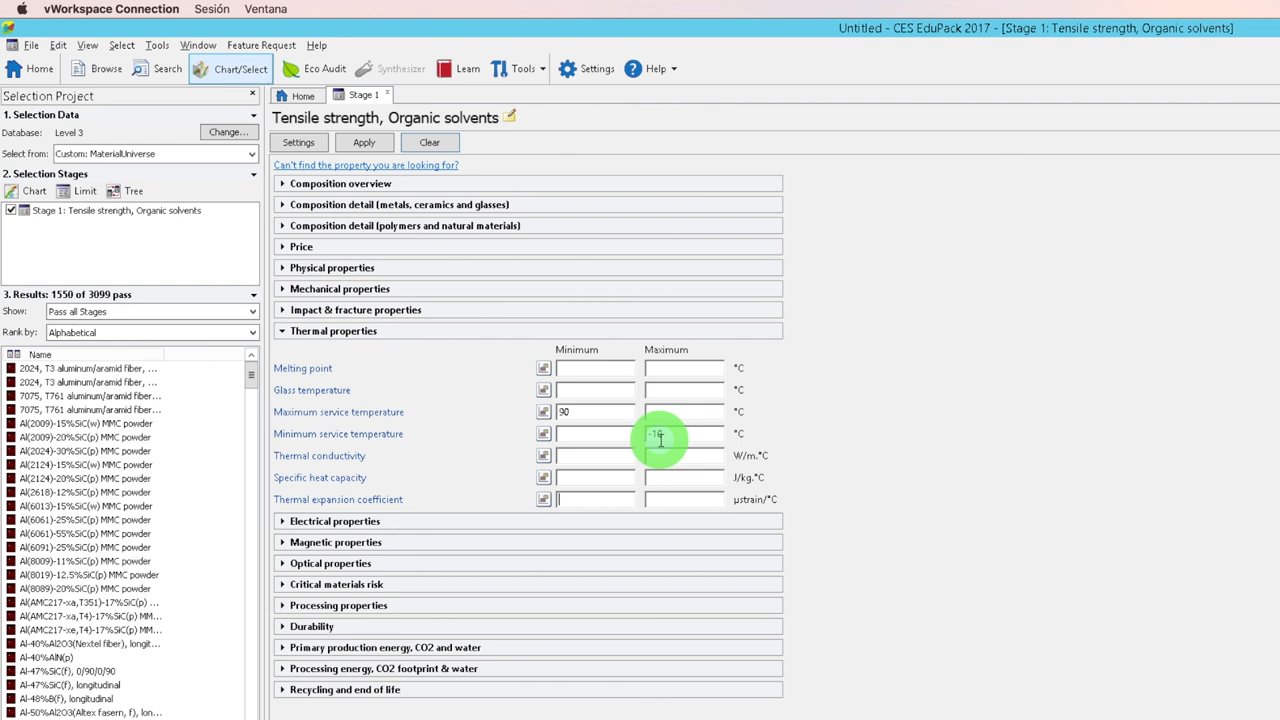 vWorkspace Connection Sesión Ventana
Untitled - CES EduPack 2017 - [Stage 1: Tensile strength, Organic solvents]
File Edit View Select Tools Window Feature Request Help
Home Browse Search Chart/Select Eco Audit Synthesizer Learn Tools Settings Help
Selection Project
1. Selection Data
Database: Level 3 Change...
Select from: Custom: MaterialUniverse
2. Selection Stages
Chart Limit Tree
Stage 1: Tensile strength, Organic solvents
3. Results: 1550 of 3099 pass
Show: Pass all Stages
Rank by: Alphabetical
Name
2024, T3 aluminum/aramid fiber, ...
2024, T3 aluminum/aramid fiber, ...
7075, T761 aluminum/aramid fiber...
7075, T761 aluminum/aramid fiber...
Al(2009)-15%SiC(w) MMC powder
Al(2009)-20%SiC(p) MMC powder
Al(2024)-30%SiC(p) MMC powder
Al(2124)-15%SiC(w) MMC powder
Al(2124)-20%SiC(p) MMC powder
Al(2618)-12%SiC(p) MMC powder
Al(6013)-15%SiC(w) MMC powder
Al(6061)-25%SiC(p) MMC powder
Al(6061)-55%SiC(p) MMC powder
Al(6091)-25%SiC(p) MMC powder
Al(8009)-11%SiC(p) MMC powder
Al(8019)-12.5%SiC(p) MMC powder
Al(8089)-20%SiC(p) MMC powder
Al(AMC217-xa,T351)-17%SiC(p) ...
Al(AMC217-xa,T4)-17%SiC(p) MM...
Al(AMC217-xe,T4)-17%SiC(p) MM...
Al-40%Al2O3(Nextel fiber), longit...
Al-40%AlN(p)
Al-47%SiC(f), 0/90/0/90
Al-47%SiC(f), longitudinal
Al-48%B(f), longitudinal
Al-50%Al2O3(Altex fasern, f), lon...
Home Stage 1
Tensile strength, Organic solvents
Settings Apply Clear
Can't find the property you are looking for?
Composition overview
Composition detail (metals, ceramics and glasses)
Composition detail (polymers and natural materials)
Price
Physical properties
Mechanical properties
Impact & fracture properties
Thermal properties
Minimum Maximum
Melting point °C
Glass temperature °C
Maximum service temperature 90 °C
Minimum service temperature -10 °C
Thermal conductivity W/m.°C
Specific heat capacity J/kg.°C
Thermal expansion coefficient µstrain/°C
Electrical properties
Magnetic properties
Optical properties
Critical materials risk
Processing properties
Durability
Primary production energy, CO2 and water
Processing energy, CO2 footprint & water
Recycling and end of life